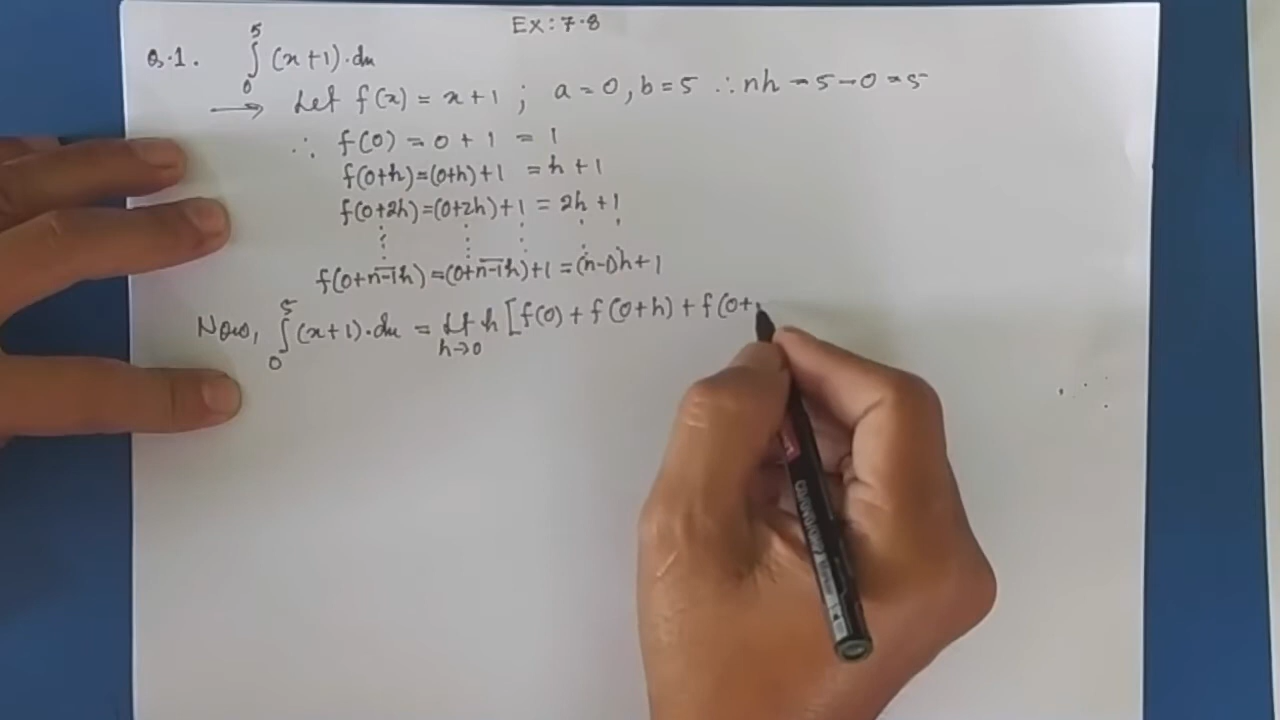 Ex: 7.8
Q.1. ∫₀⁵ (x+1).dx
→ Let f(x) = x+1 ; a=0, b=5 ∴ nh = 5-0 = 5
∴ f(0) = 0 + 1 = 1
f(0+h)=(0+h)+1 = h+1
f(0+2h)=(0+2h)+1 = 2h+1
f(0+n-1h)=(0+n-1h)+1=(n-1)h+1
Now, ∫₀⁵ (x+1).dx = Lt h→0 h [f(0) + f(0+h) + f(0+